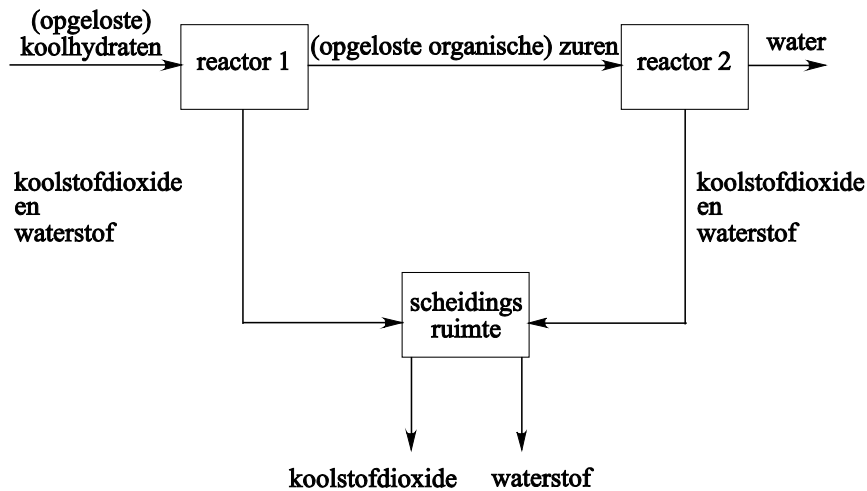 (opgeloste)
koolhydraten
reactor 1
(opgeloste organische) zuren
reactor 2
water
koolstofdioxide
en
waterstof
koolstofdioxide
en
waterstof
scheidings
ruimte
koolstofdioxide
waterstof